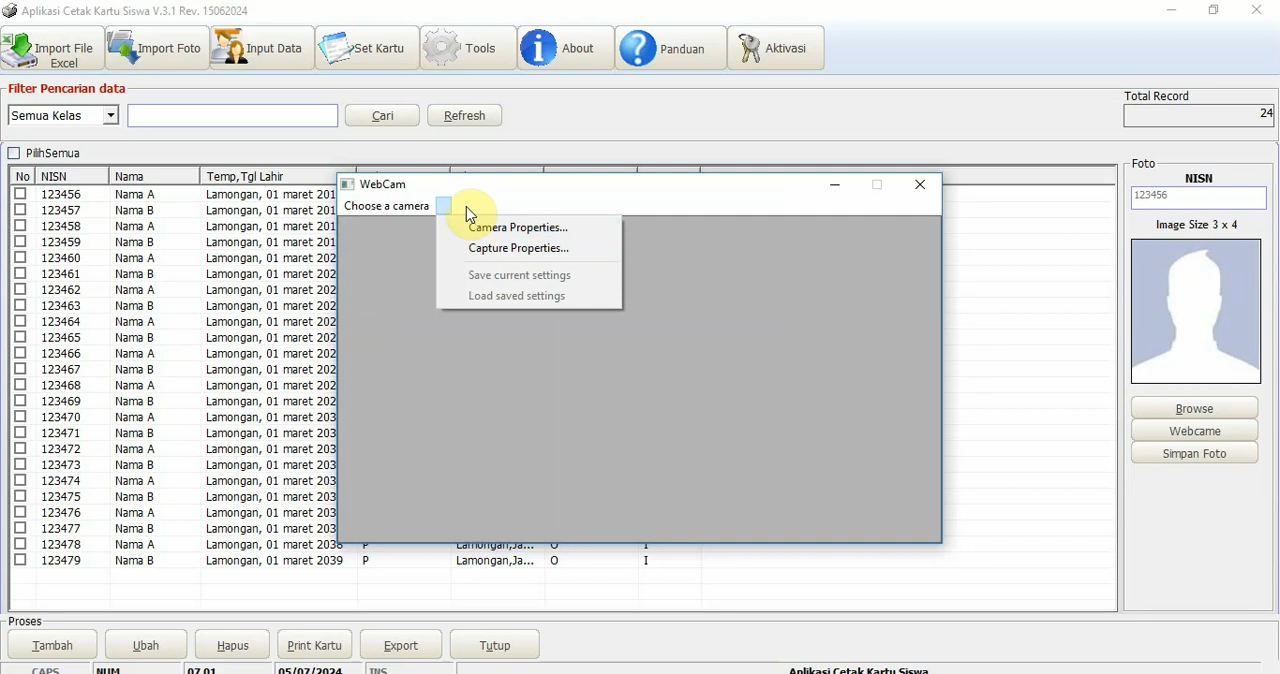 Aplikasi Cetak Kartu Siswa V.3.1 Rev. 15062024
Import File Excel
Import Foto
Input Data
Set Kartu
Tools
About
Panduan
Aktivasi
Filter Pencarian data
Semua Kelas
Cari
Refresh
Total Record
24
PilihSemua
No NISN Nama Temp,Tgl Lahir
123456 Nama A Lamongan, 01 maret 201
123457 Nama B Lamongan, 01 maret 201
123458 Nama A Lamongan, 01 maret 201
123459 Nama B Lamongan, 01 maret 201
123460 Nama A Lamongan, 01 maret 202
123461 Nama B Lamongan, 01 maret 202
123462 Nama A Lamongan, 01 maret 202
123463 Nama B Lamongan, 01 maret 202
123464 Nama A Lamongan, 01 maret 202
123465 Nama B Lamongan, 01 maret 202
123466 Nama A Lamongan, 01 maret 202
123467 Nama B Lamongan, 01 maret 202
123468 Nama A Lamongan, 01 maret 202
123469 Nama B Lamongan, 01 maret 202
123470 Nama A Lamongan, 01 maret 203
123471 Nama B Lamongan, 01 maret 203
123472 Nama A Lamongan, 01 maret 203
123473 Nama B Lamongan, 01 maret 203
123474 Nama A Lamongan, 01 maret 203
123475 Nama B Lamongan, 01 maret 203
123476 Nama A Lamongan, 01 maret 203
123477 Nama B Lamongan, 01 maret 203
123478 Nama A Lamongan, 01 maret 2038 P Lamongan,Ja... O I
123479 Nama B Lamongan, 01 maret 2039 P Lamongan,Ja... O I
WebCam
Choose a camera
Camera Properties...
Capture Properties...
Save current settings
Load saved settings
Foto
NISN
123456
Image Size 3 x 4
Browse
Webcame
Simpan Foto
Proses
Tambah
Ubah
Hapus
Print Kartu
Export
Tutup
CAPS NUM 07.01 05/07/2024 INS Aplikasi Cetak Kartu Siswa